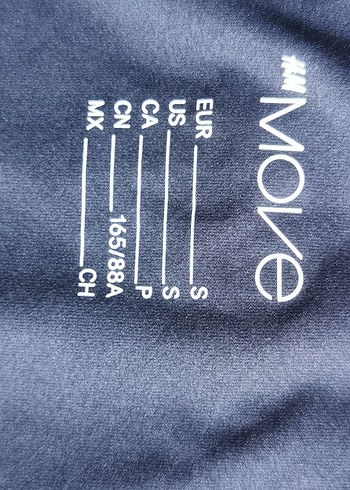 H&M
Move
EUR S
US S
CA P
CN 165/88A
MX CH